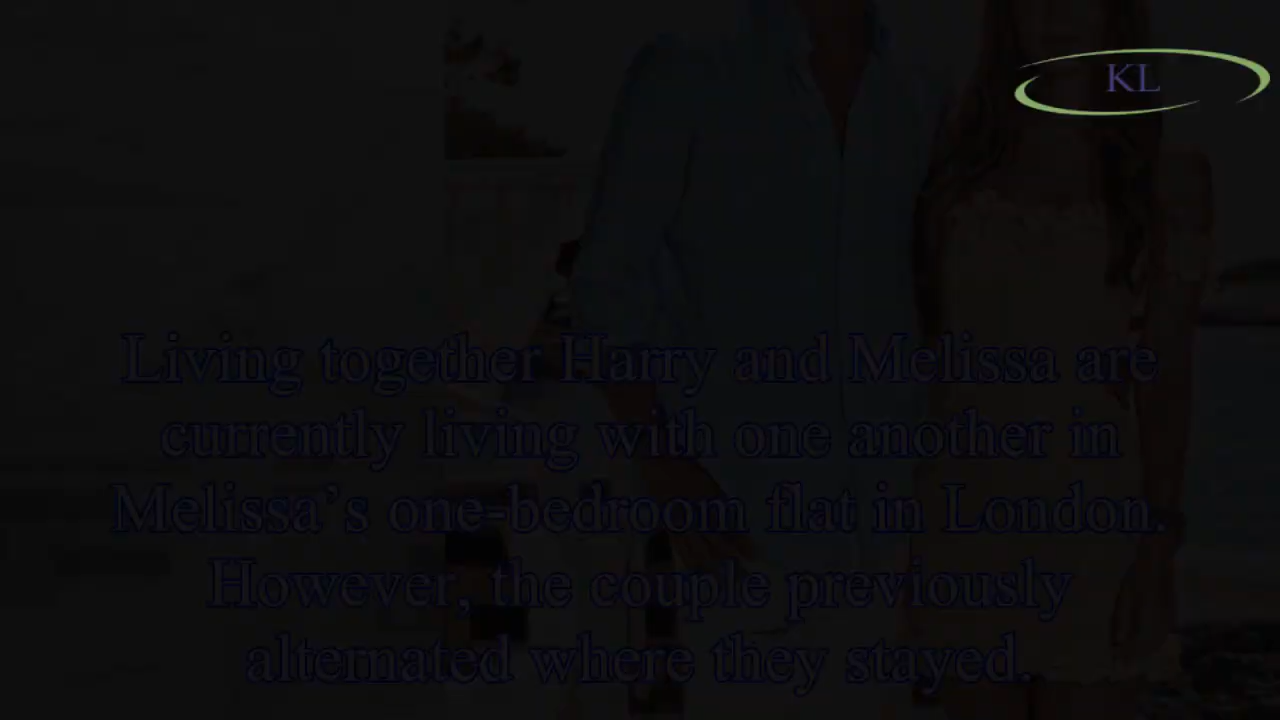 KL
Living together Harry and Melissa are
currently living with one another in
Melissa’s one-bedroom flat in London.
However, the couple previously
alternated where they stayed.